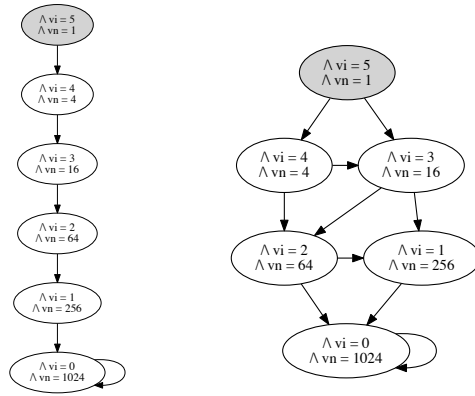 /\ vi = 5
/\ vn = 1
/\ vi = 4
/\ vn = 4
/\ vi = 3
/\ vn = 16
/\ vi = 2
/\ vn = 64
/\ vi = 1
/\ vn = 256
/\ vi = 0
/\ vn = 1024
/\ vi = 5
/\ vn = 1
/\ vi = 4
/\ vn = 4
/\ vi = 3
/\ vn = 16
/\ vi = 2
/\ vn = 64
/\ vi = 1
/\ vn = 256
/\ vi = 0
/\ vn = 1024